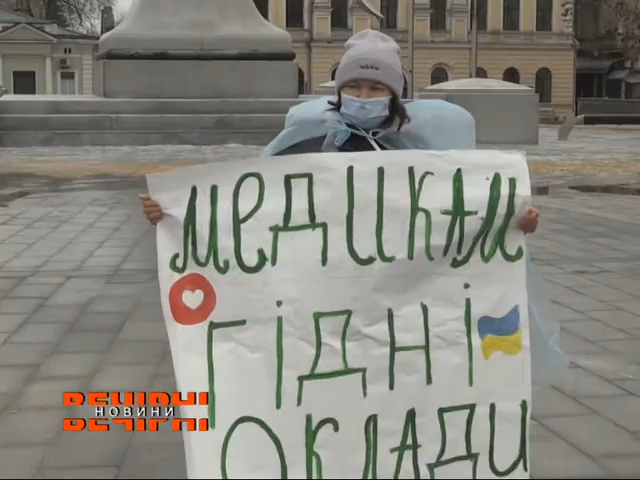 МЕДИКАМ
ГІДНІ
ОКЛАДИ
ВЕЧІРНІ
НОВИНИ